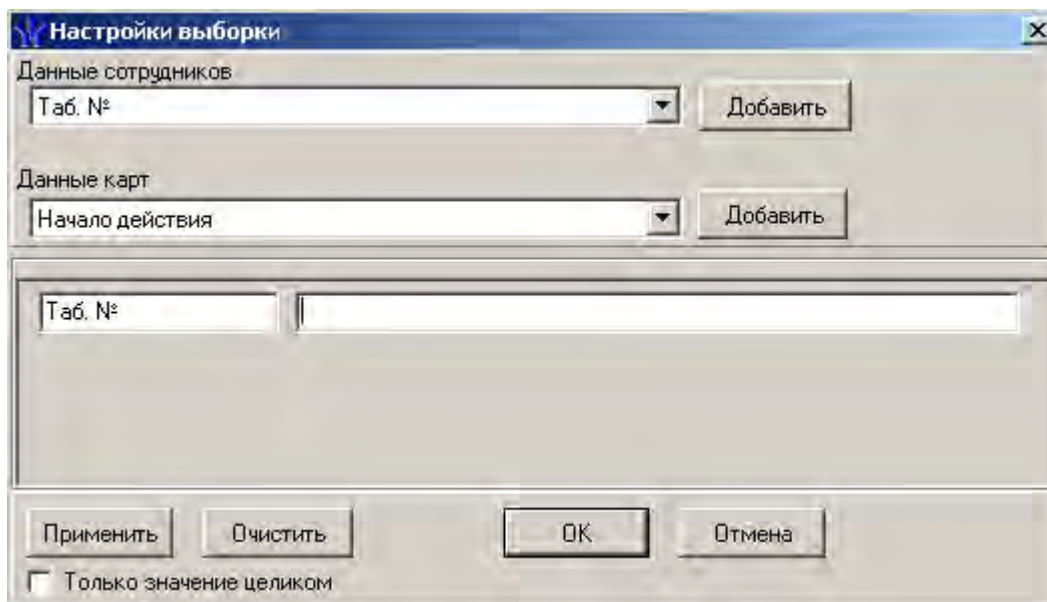 Настройки выборки
Данные сотрудников
Таб. №
Добавить
Данные карт
Начало действия
Добавить
Таб. №
Применить
Очистить
OK
Отмена
Только значение целиком